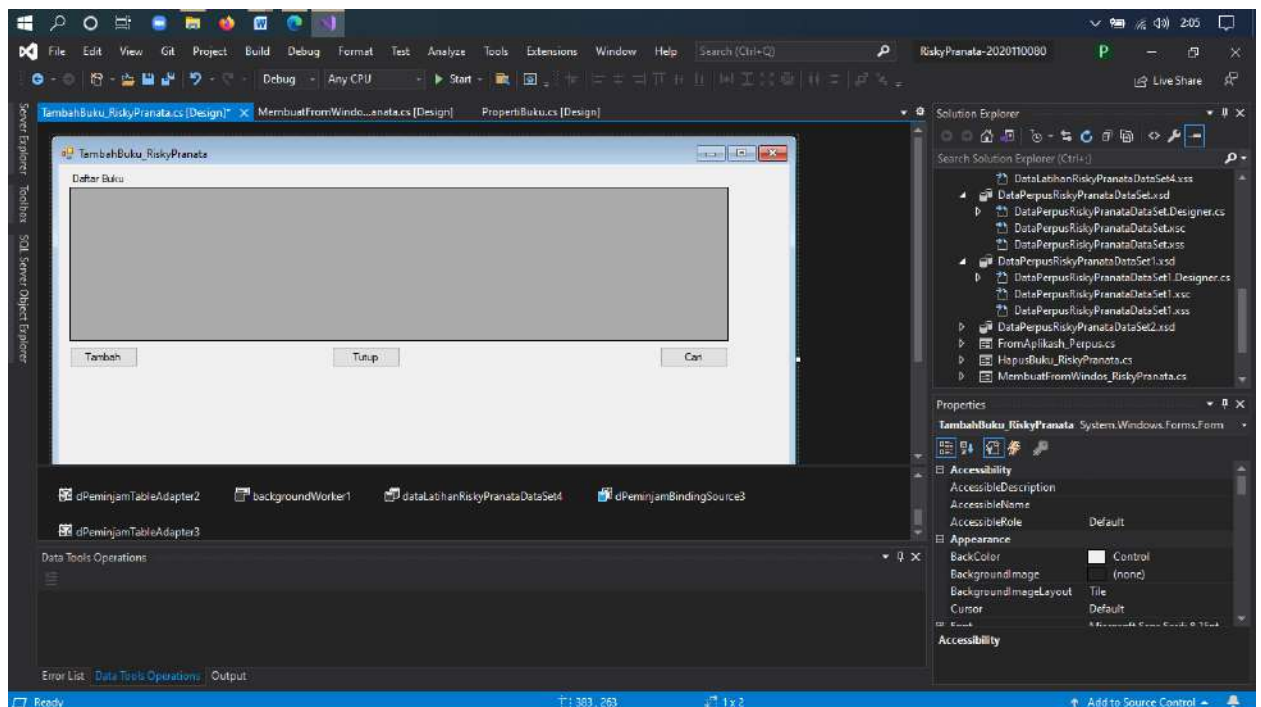 2:05
File Edit View Git Project Build Debug Format Test Analyze Tools Extensions Window Help Search (Ctrl+Q) RiskyPranata-2020110080 P
Debug Any CPU Start Live Share
TambahBuku_RiskyPranata.cs [Design]* MembuatFromWindo...anata.cs [Design] PropertiBuku.cs [Design]
Server Explorer
Toolbox
SQL Server Object Explorer
TambahBuku_RiskyPranata
Daftar Buku
Tambah Tutup Cari
dPeminjamTableAdapter2 backgroundWorker1 dataLatihanRiskyPranataDataSet4 dPeminjamBindingSource3
dPeminjamTableAdapter3
Data Tools Operations
Error List Data Tools Operations Output
Solution Explorer
Search Solution Explorer (Ctrl+;)
DataLatihanRiskyPranataDataSet4.xss
DataPerpusRiskyPranataDataSet.xsd
DataPerpusRiskyPranataDataSet.Designer.cs
DataPerpusRiskyPranataDataSet.xsc
DataPerpusRiskyPranataDataSet.xss
DataPerpusRiskyPranataDataSet1.xsd
DataPerpusRiskyPranataDataSet1.Designer.cs
DataPerpusRiskyPranataDataSet1.xsc
DataPerpusRiskyPranataDataSet1.xss
DataPerpusRiskyPranataDataSet2.xsd
FromAplikash_Perpus.cs
HapusBuku_RiskyPranata.cs
MembuatFromWindos_RiskyPranata.cs
Properties
TambahBuku_RiskyPranata System.Windows.Forms.Form
Accessibility
AccessibleDescription
AccessibleName
AccessibleRole Default
Appearance
BackColor Control
BackgroundImage (none)
BackgroundImageLayout Tile
Cursor Default
Accessibility
Ready 383, 263 1 x 2 Add to Source Control